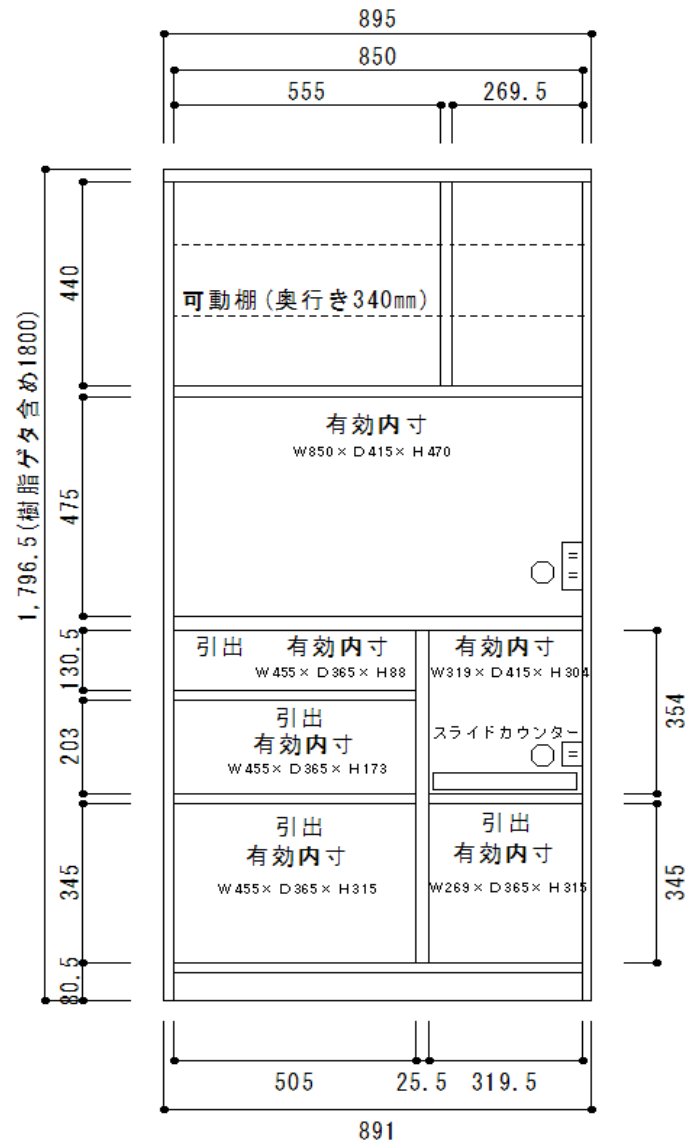 895
850
555
269.5
440
可動棚(奥行き340㎜)
1,796.5(樹脂ゲタ含め1800)
475
有効内寸
W850×D415×H470
130.5
引出 有効内寸
W455×D365×H88
有効内寸
W319×D415×H304
354
203
引出
有効内寸
W455×D365×H173
スライドカウンター
345
引出
有効内寸
W455×D365×H315
引出
有効内寸
W269×D365×H315
345
80.5
505
25.5
319.5
891